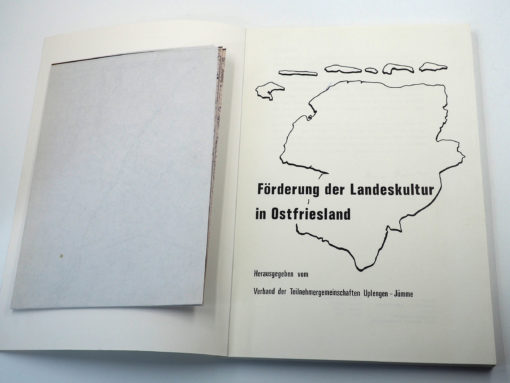 Förderung der Landeskultur
in Ostfriesland
Herausgegeben vom
Verband der Teilnehmergemeinschaften Uplengen - Jümme